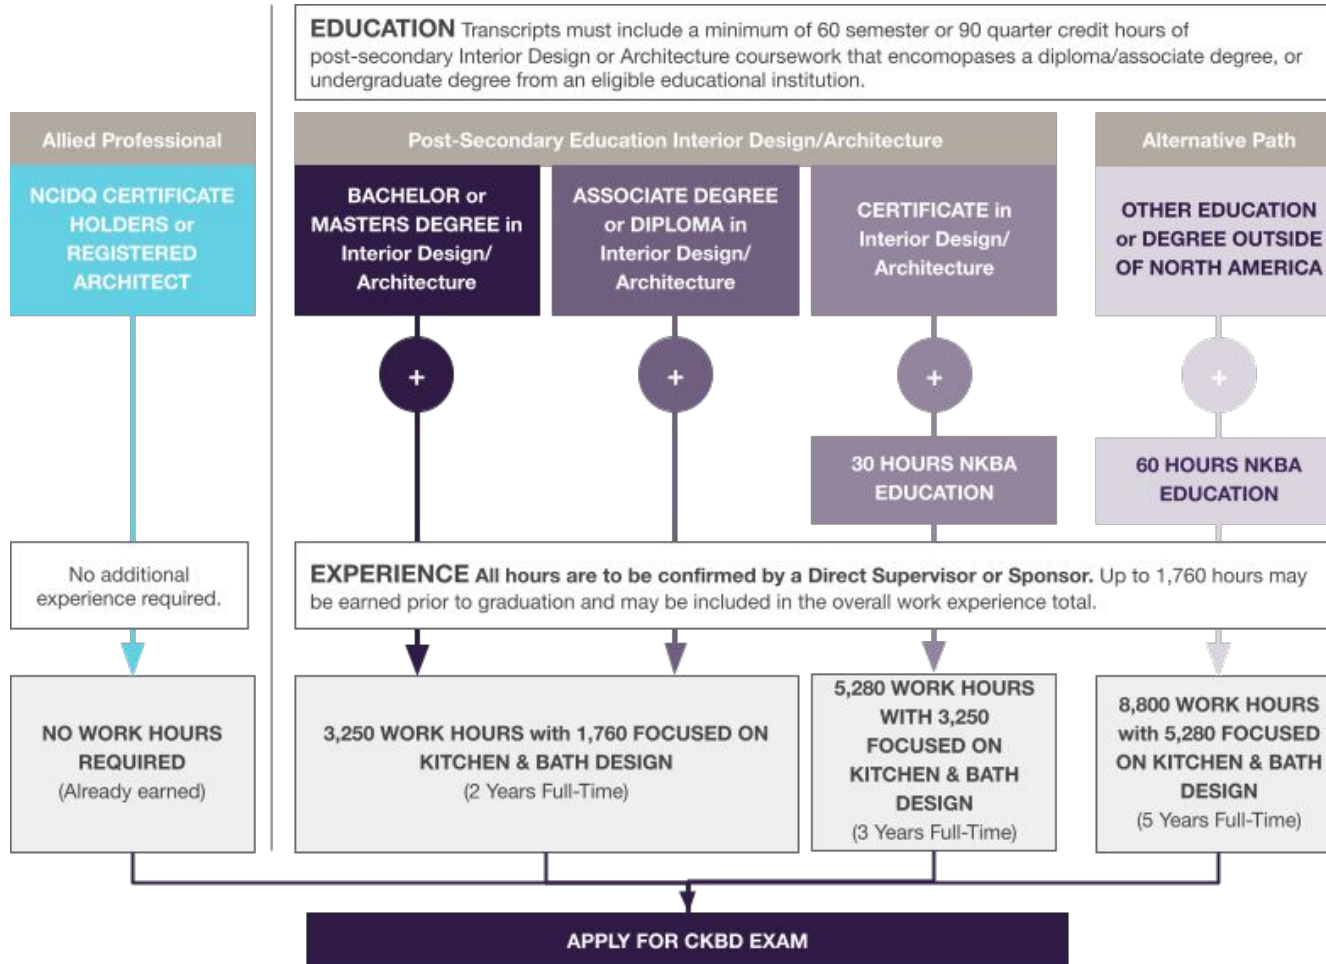 EDUCATION Transcripts must include a minimum of 60 semester or 90 quarter credit hours of
post-secondary Interior Design or Architecture coursework that encomopases a diploma/associate degree, or
undergraduate degree from an eligible educational institution.
Allied Professional
Post-Secondary Education Interior Design/Architecture
Alternative Path
NCIDQ CERTIFICATE
HOLDERS or
REGISTERED
ARCHITECT
BACHELOR or
MASTERS DEGREE in
Interior Design/
Architecture
ASSOCIATE DEGREE
or DIPLOMA in
Interior Design/
Architecture
CERTIFICATE in
Interior Design/
Architecture
OTHER EDUCATION
or DEGREE OUTSIDE
OF NORTH AMERICA
+
+
+
+
30 HOURS NKBA
EDUCATION
60 HOURS NKBA
EDUCATION
No additional
experience required.
EXPERIENCE All hours are to be confirmed by a Direct Supervisor or Sponsor. Up to 1,760 hours may
be earned prior to graduation and may be included in the overall work experience total.
NO WORK HOURS
REQUIRED
(Already earned)
3,250 WORK HOURS with 1,760 FOCUSED ON
KITCHEN & BATH DESIGN
(2 Years Full-Time)
5,280 WORK HOURS
WITH 3,250
FOCUSED ON
KITCHEN & BATH
DESIGN
(3 Years Full-Time)
8,800 WORK HOURS
with 5,280 FOCUSED
ON KITCHEN & BATH
DESIGN
(5 Years Full-Time)
APPLY FOR CKBD EXAM